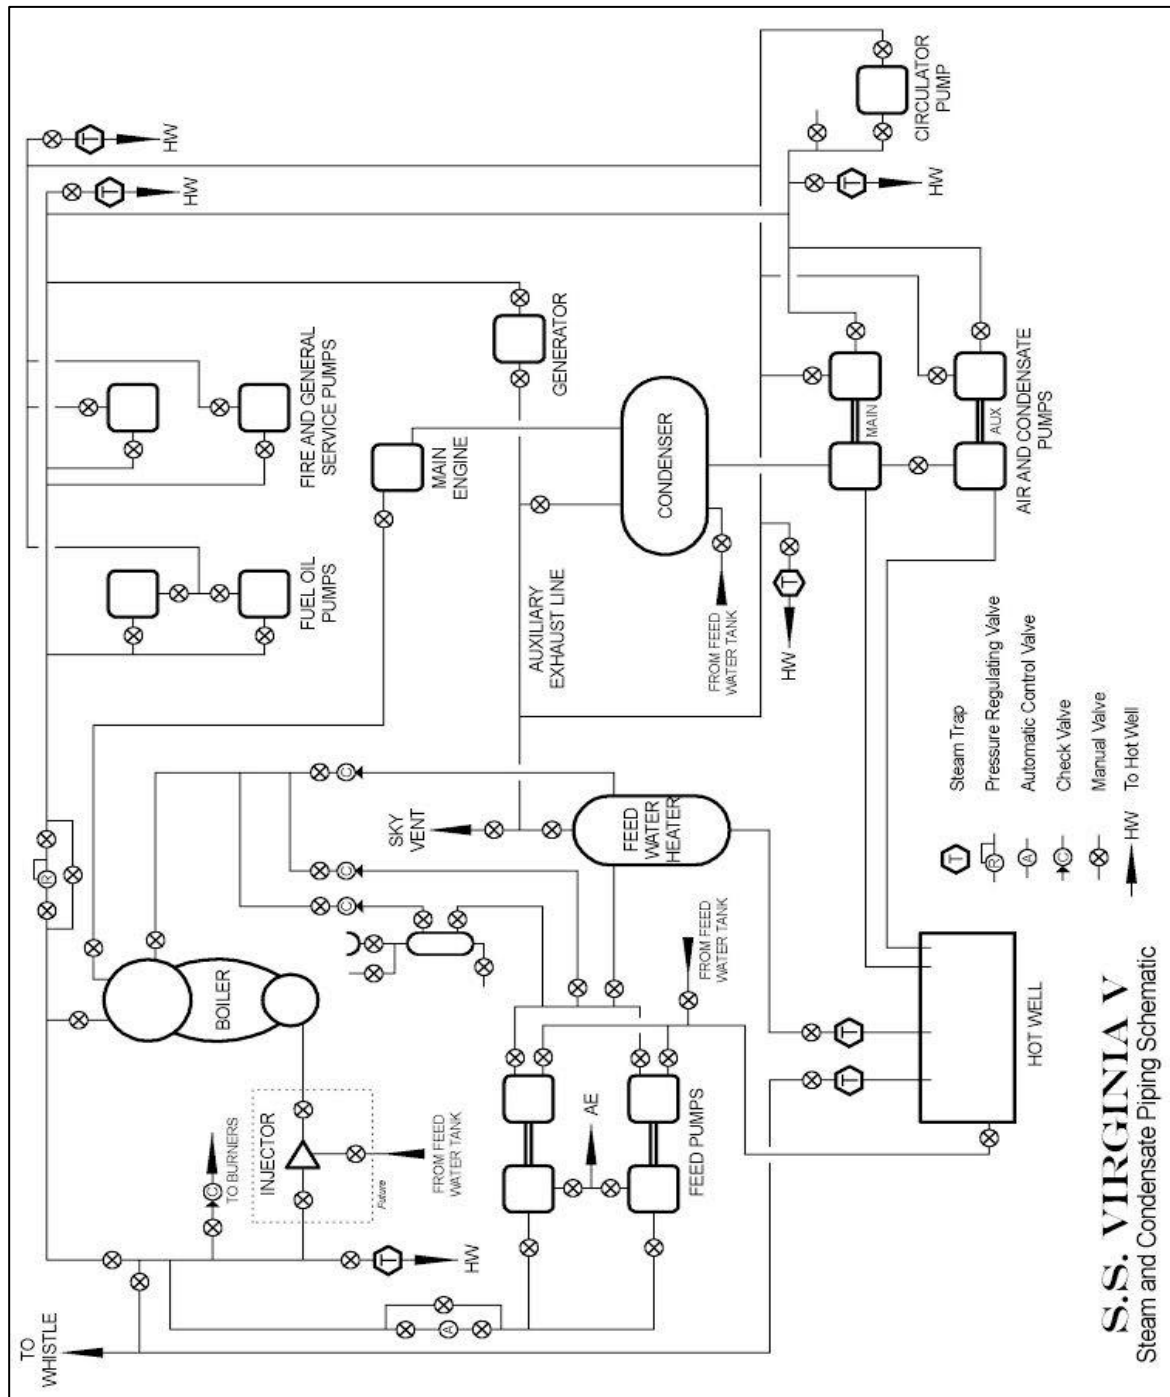 TO
WHISTLE
TO BURNERS
INJECTOR
Future
FROM FEED
WATER TANK
T
HW
A
C
BOILER
R
C
C
C
SKY
VENT
FEED
WATER
HEATER
FROM FEED
WATER TANK
FEED PUMPS
AE
T
T
HOT WELL
FUEL OIL
PUMPS
FIRE AND GENERAL
SERVICE PUMPS
T
HW
T
HW
MAIN
ENGINE
GENERATOR
AUXILIARY
EXHAUST LINE
CONDENSER
FROM FEED
WATER TANK
T
HW
MAIN
AUX
AIR AND CONDENSATE
PUMPS
T
HW
CIRCULATOR
PUMP
T Steam Trap
R Pressure Regulating Valve
A Automatic Control Valve
C Check Valve
Manual Valve
HW To Hot Well
S.S. VIRGINIA V
Steam and Condensate Piping Schematic